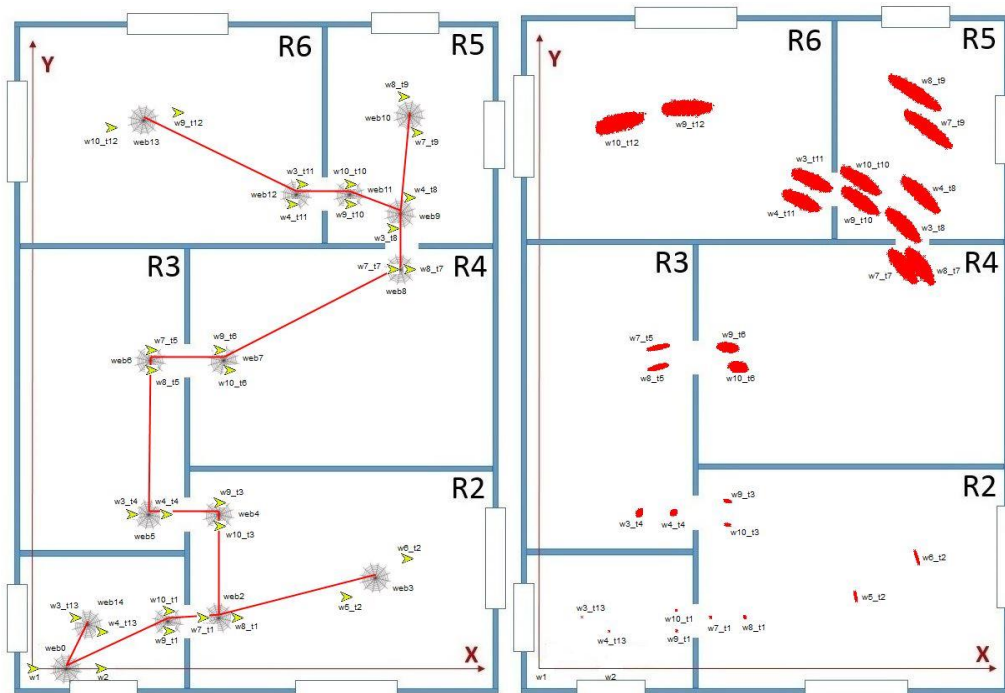 R6
R5
Y
w8_t9
web10
w9_t12
w10_t12
web13
w7_t9
w3_t11
w10_t10
web12
web11
w4_t8
w4_t11
w9_t10
web9
w3_t8
R3
R4
w7_t7
w8_t7
web8
w7_t5
w9_t6
web6
web7
w8_t5
w10_t6
R2
w9_t3
w3_t4
w4_t4
web4
web5
w10_t3
w6_t2
web3
web14
w10_t1
web2
w5_t2
w3_t13
w4_t13
w7_t1
w8_t1
w9_t1
web0
X
w1
w2
R6
R5
Y
w8_t9
w9_t12
w10_t12
w7_t9
w3_t11
w10_t10
w4_t8
w4_t11
w9_t10
w3_t8
R3
R4
w7_t7
w8_t7
w7_t5
w9_t6
w8_t5
w10_t6
R2
w9_t3
w3_t4
w4_t4
w10_t3
w6_t2
w5_t2
w3_t13
w10_t1
w7_t1
w8_t1
w4_t13
w9_t1
X
w1
w2